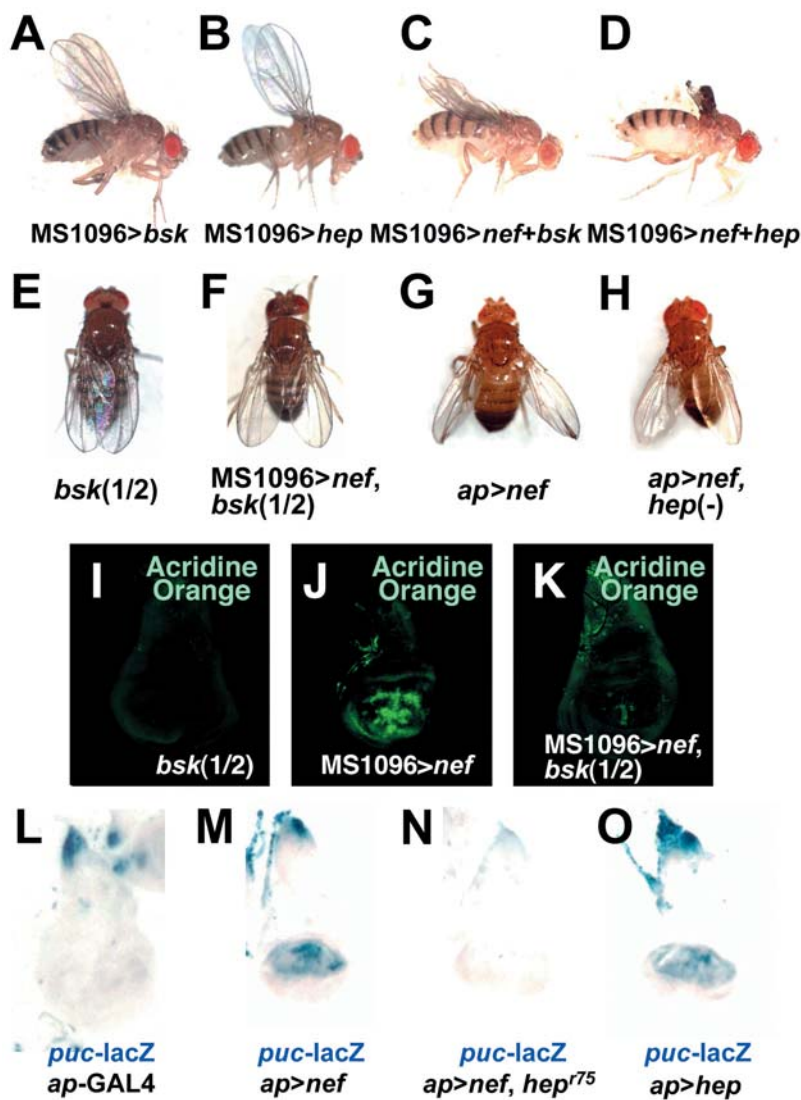 A B C D
MS1096>bsk MS1096>hep MS1096>nef+bsk MS1096>nef+hep
E F G H
bsk(1/2) MS1096>nef, ap>nef ap>nef,
bsk(1/2) hep(-)
I Acridine J Acridine K Acridine
Orange Orange Orange
bsk(1/2) MS1096>nef MS1096>nef,
bsk(1/2)
L M N O
puc-lacZ puc-lacZ puc-lacZ puc-lacZ
ap-GAL4 ap>nef ap>nef, hepr75 ap>hep